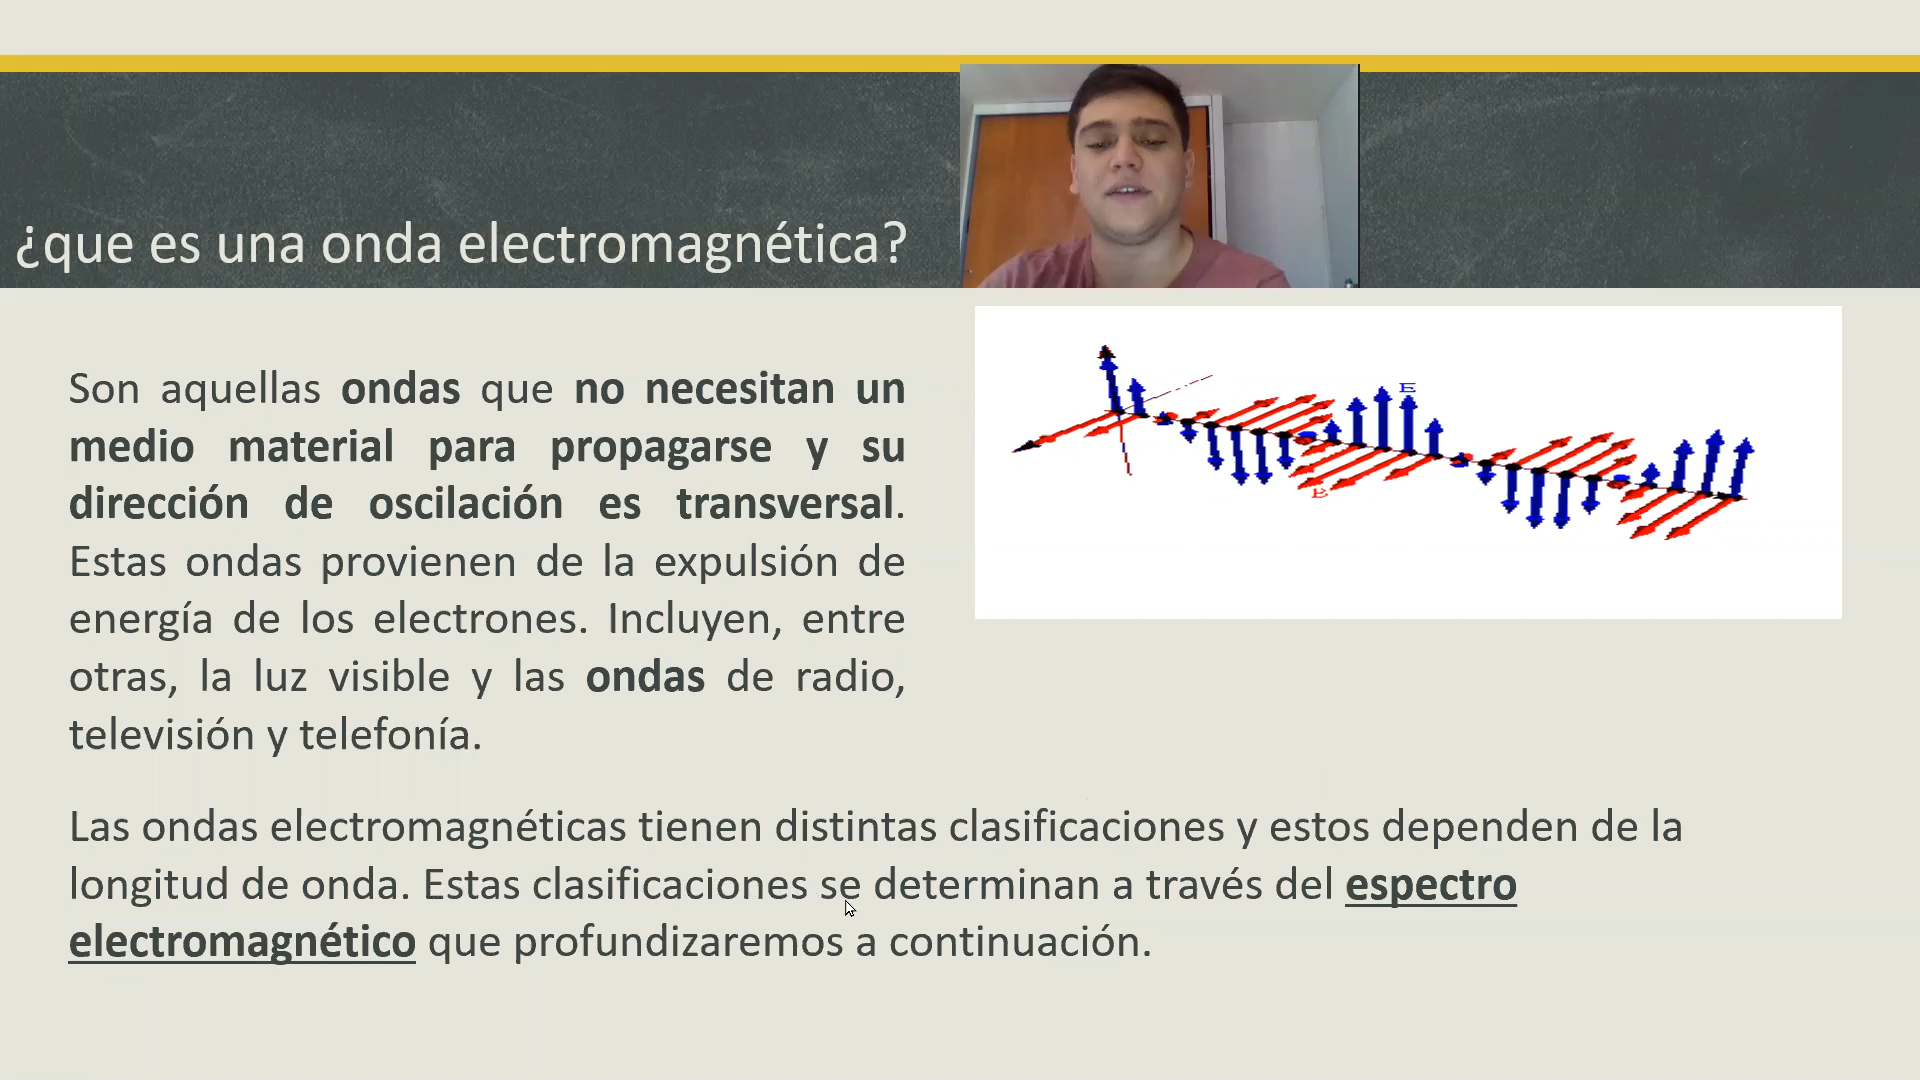 ¿que es una onda electromagnética?
Son aquellas ondas que no necesitan un
medio material para propagarse y su
dirección de oscilación es transversal.
Estas ondas provienen de la expulsión de
energía de los electrones. Incluyen, entre
otras, la luz visible y las ondas de radio,
televisión y telefonía.
E
B
Las ondas electromagnéticas tienen distintas clasificaciones y estos dependen de la
longitud de onda. Estas clasificaciones se determinan a través del espectro
electromagnético que profundizaremos a continuación.